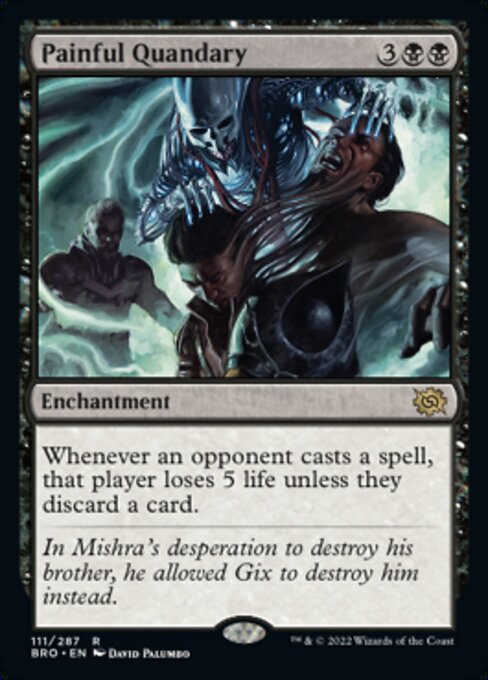 Painful Quandary 3
Enchantment
Whenever an opponent casts a spell,
that player loses 5 life unless they
discard a card.
In Mishra's desperation to destroy his
brother, he allowed Gix to destroy him
instead.
111/287 R
BRO • EN DAVID PALUMBO
™ & © 2022 Wizards of the Coast